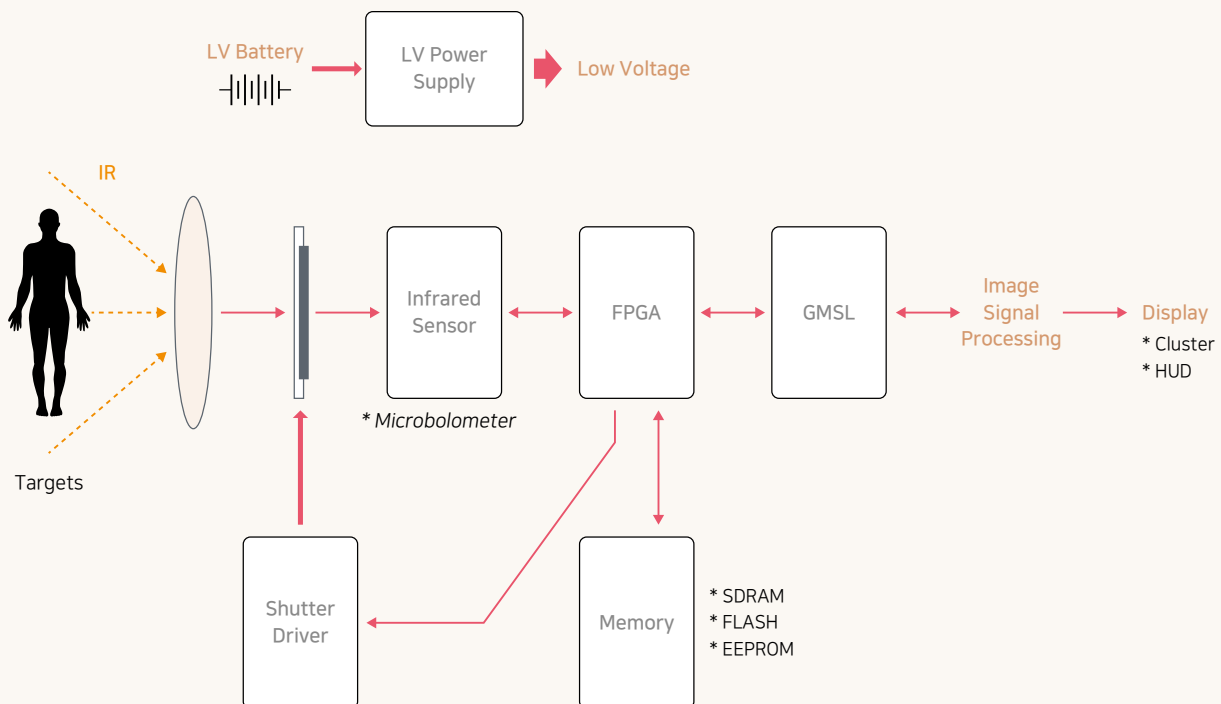 LV Battery
LV Power
Supply
Low Voltage
IR
Targets
Infrared
Sensor
* Microbolometer
FPGA
GMSL
Image
Signal
Processing
Display
* Cluster
* HUD
Shutter
Driver
Memory
* SDRAM
* FLASH
* EEPROM